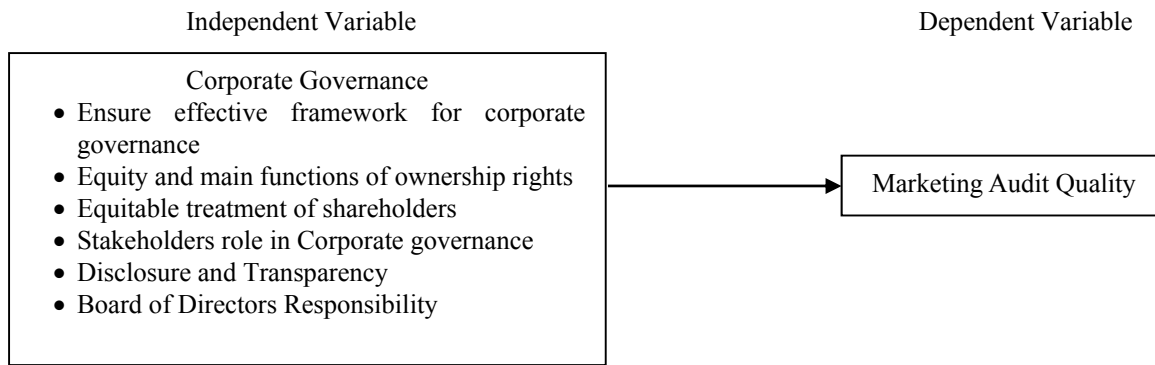 Independent Variable
Dependent Variable
Corporate Governance
• Ensure effective framework for corporate
governance
• Equity and main functions of ownership rights
• Equitable treatment of shareholders
• Stakeholders role in Corporate governance
• Disclosure and Transparency
• Board of Directors Responsibility
Marketing Audit Quality